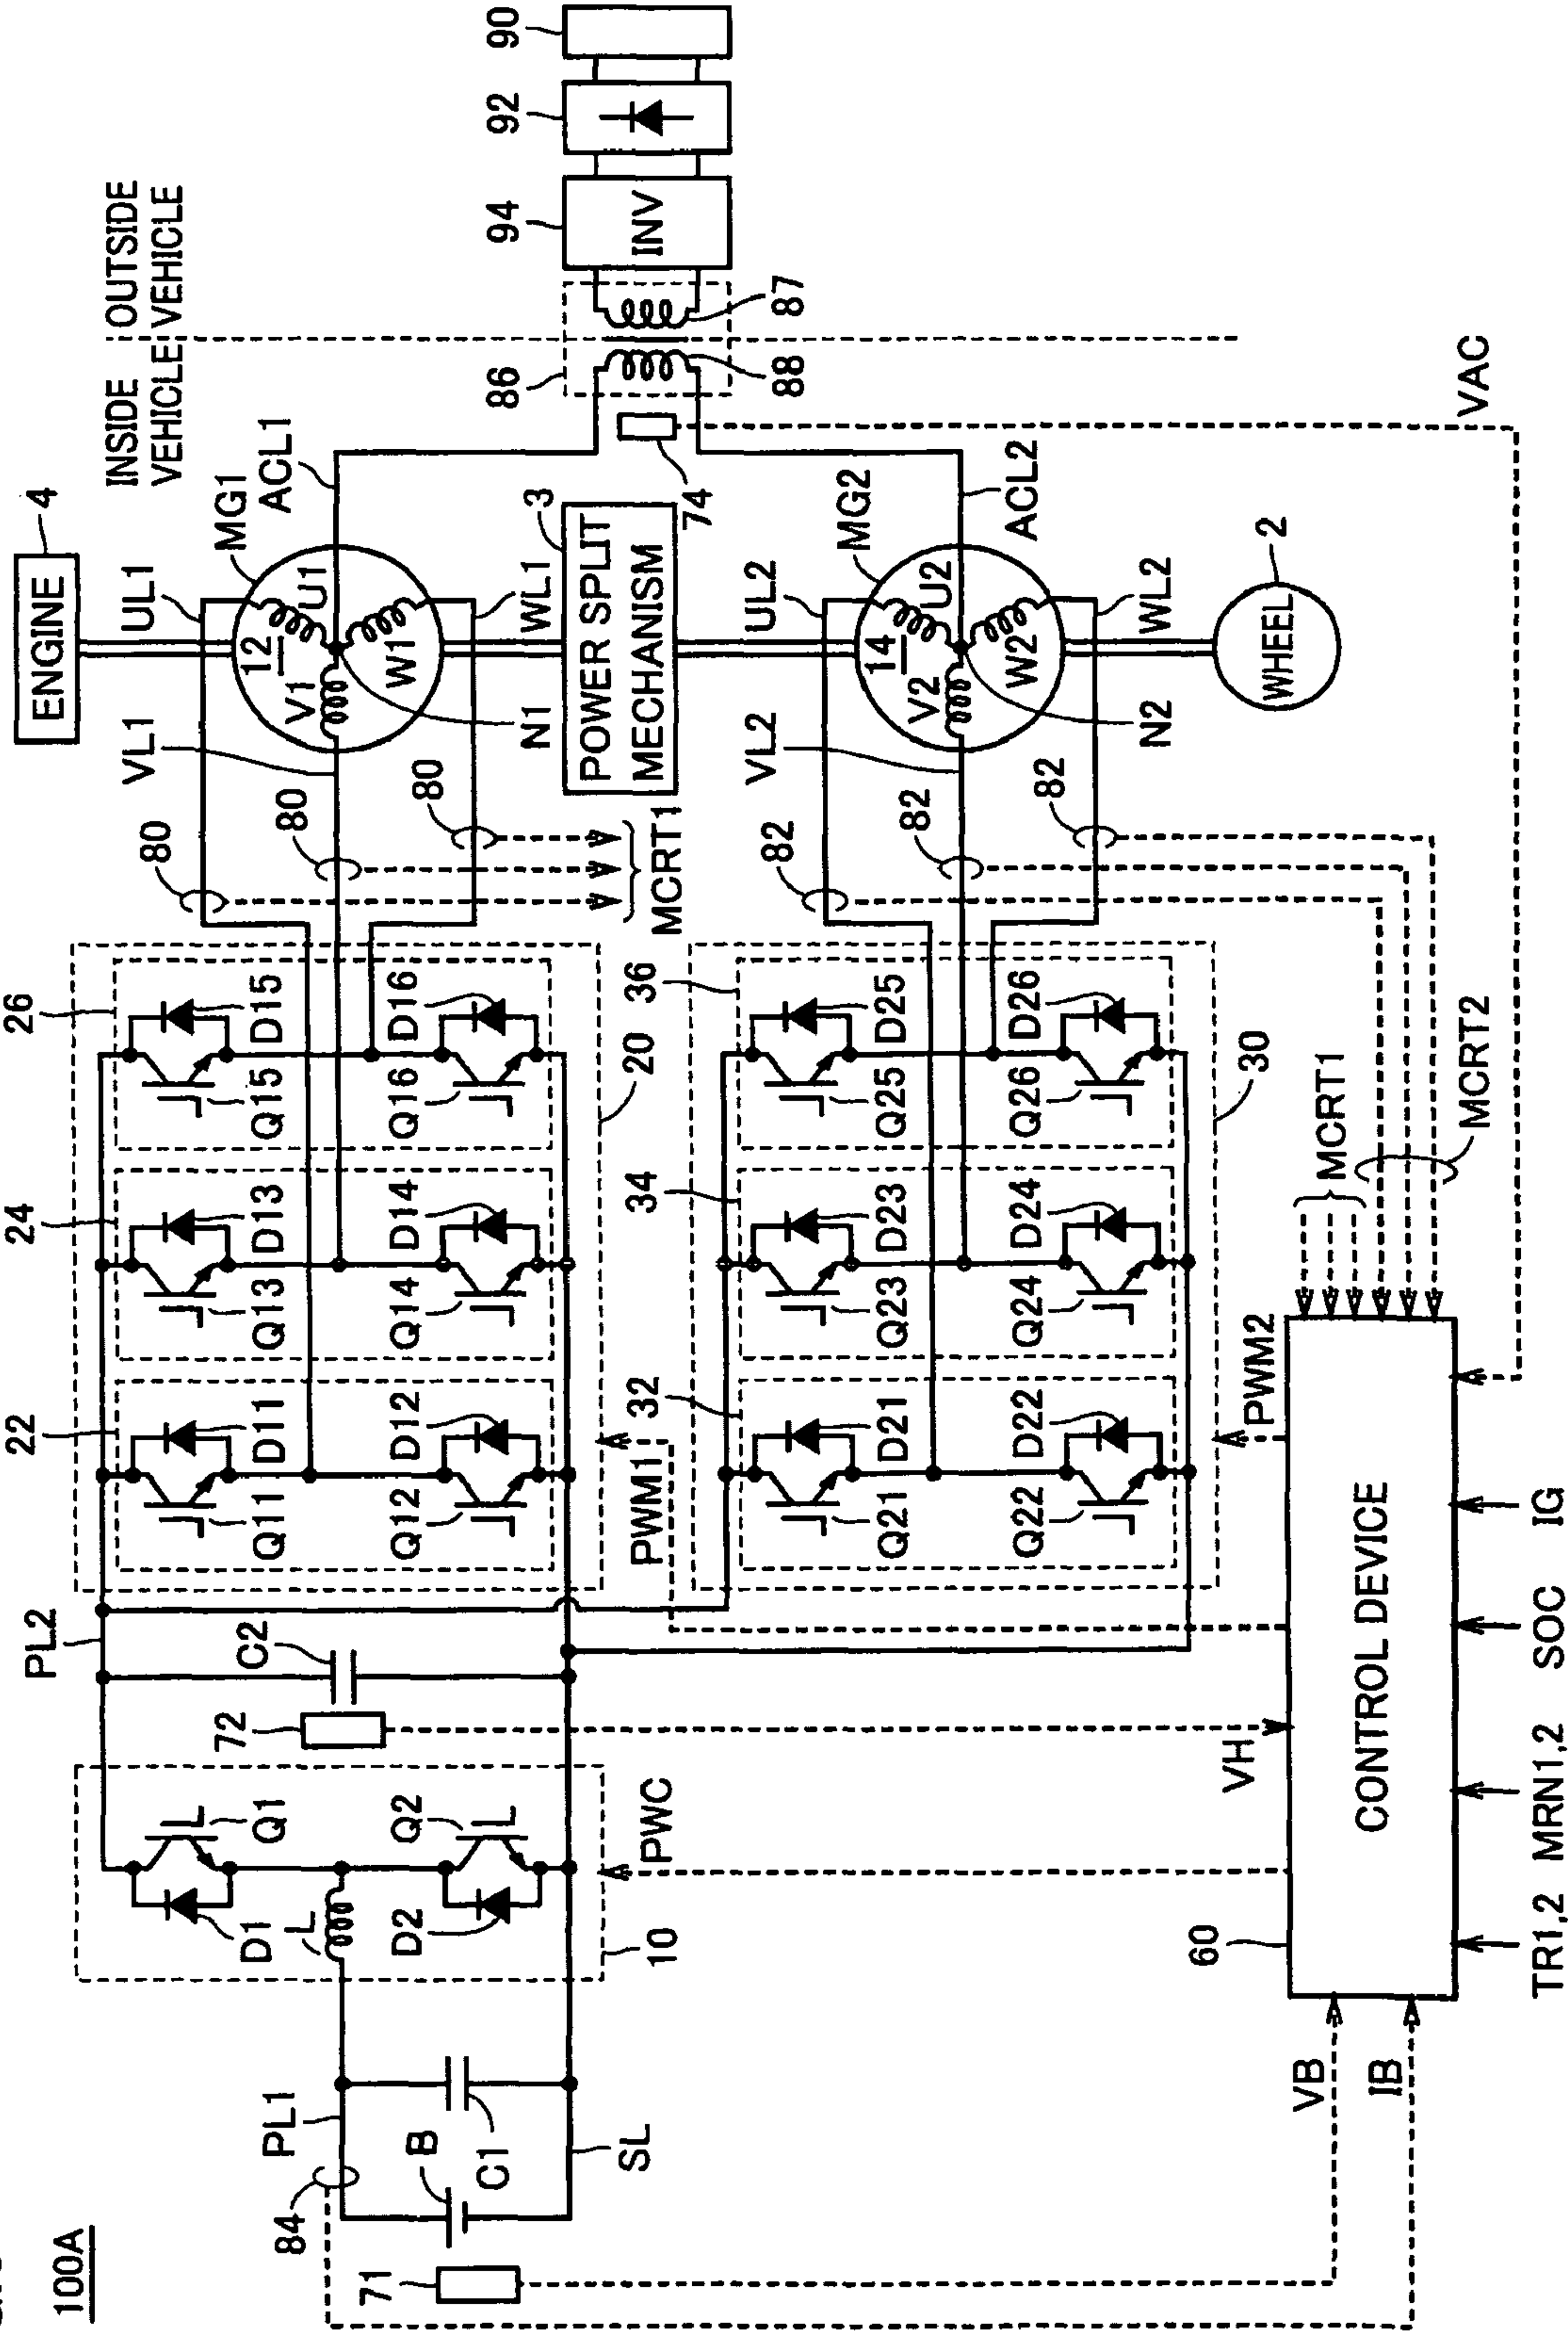 100A
ENGINE
4
INSIDE VEHICLE
OUTSIDE VEHICLE
26
24
22
PL2
UL1
MG1
ACL1
VL1
12
U1
V1
W1
N1
WL1
80
80
80
MCRT1
D15
Q15
D16
Q16
D13
Q13
D14
Q14
D11
Q11
D12
Q12
20
C2
72
Q1
D1
L
Q2
D2
10
PWC
PL1
84
B
C1
SL
71
3
POWER SPLIT MECHANISM
74
86
88
87
94
INV
92
90
PWM1
36
34
32
UL2
MG2
ACL2
VL2
14
U2
V2
W2
N2
WL2
82
82
82
D25
Q25
D26
Q26
D23
Q23
D24
Q24
D21
Q21
D22
Q22
30
WHEEL
2
VAC
MCRT1
MCRT2
PWM2
VH
60
CONTROL DEVICE
VB
IB
TR1,2
MRN1,2
SOC
IG